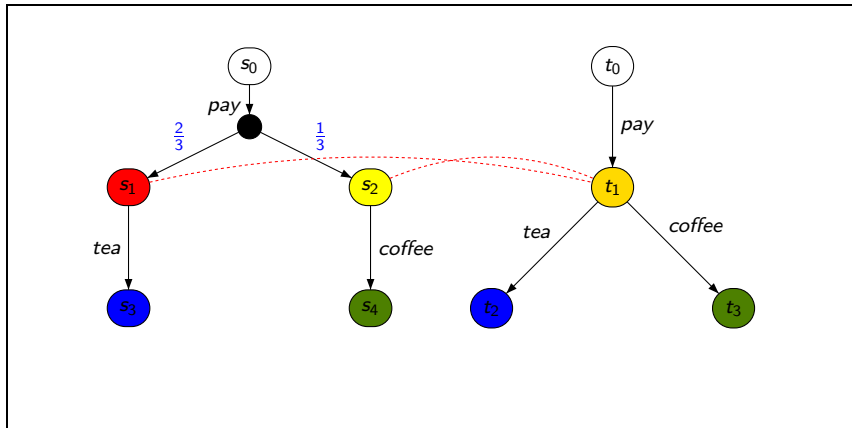 s0 t0
pay
2/3 1/3 pay
s1 s2 t1
tea coffee tea coffee
s3 s4 t2 t3